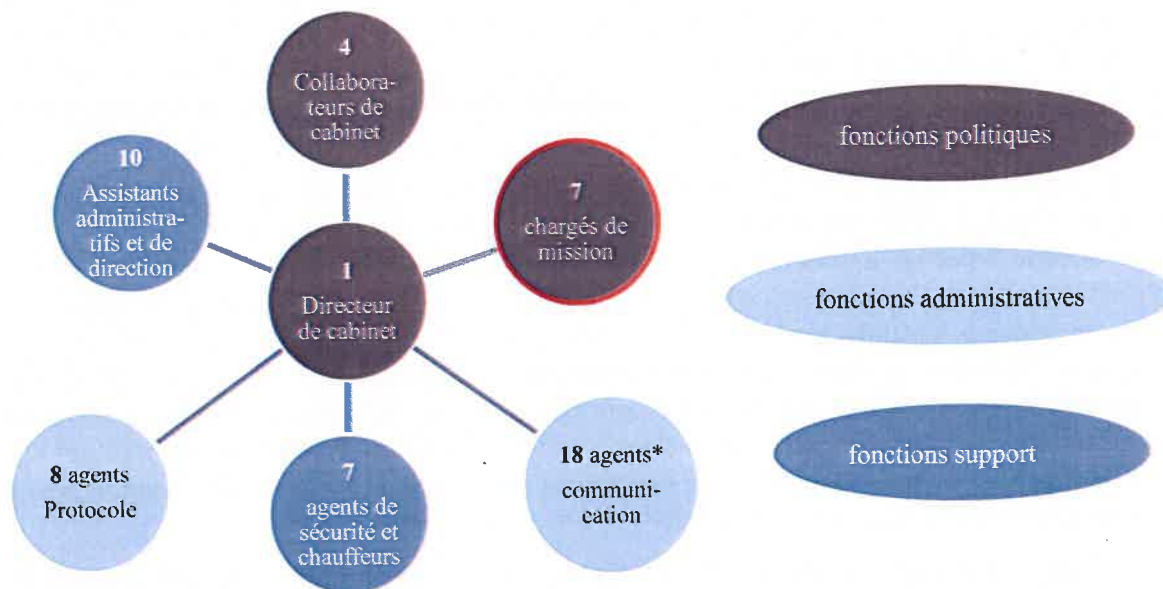 4
Collabora-
teurs de
cabinet
10
Assistants
administra-
tifs et de
direction
7
chargés de
mission
1
Directeur
de cabinet
8 agents
Protocole
7
agents de
sécurité et
chauffeurs
18 agents*
communi-
cation
fonctions politiques
fonctions administratives
fonctions support